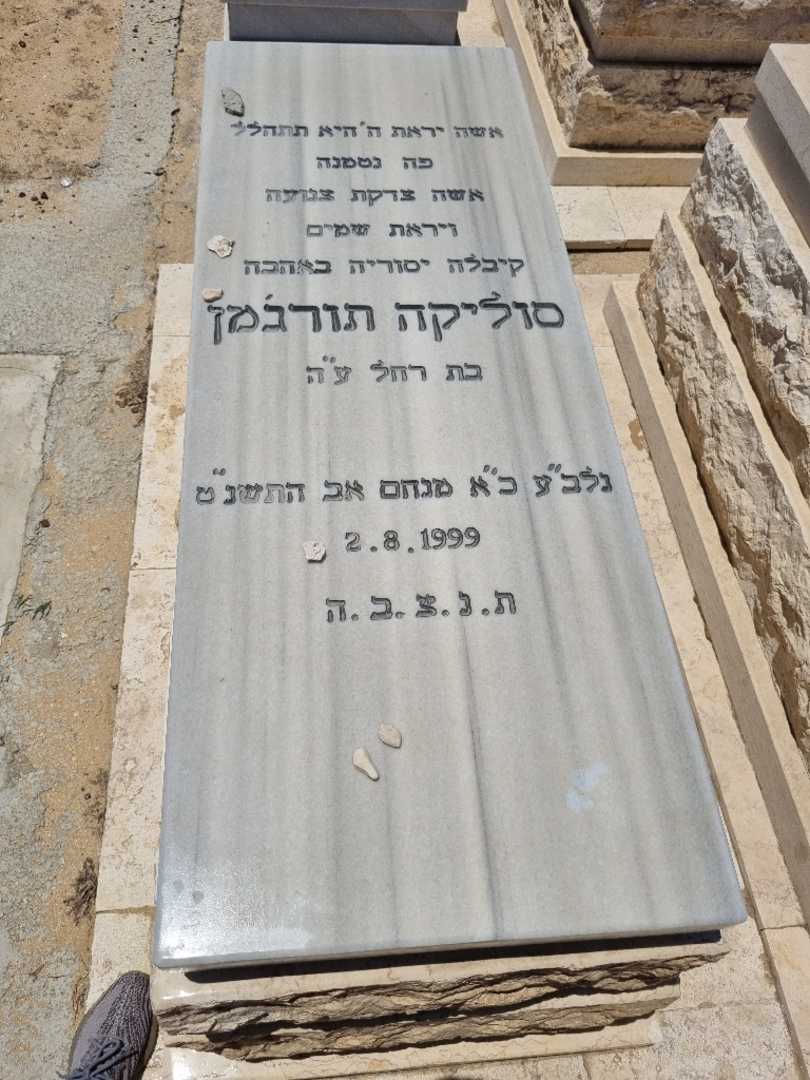 אשה יראת ה' היא תתהלל
פה נטמנה
אשה צדקת צנועה
ויראת שמים
קיבלה יסוריה באהבה
סוליקה תורג'מן
בת רחל ע"ה
נלב"ע כ"א מנחם אב התשנ"ט
2.8.1999
ת.נ.צ.ב.ה